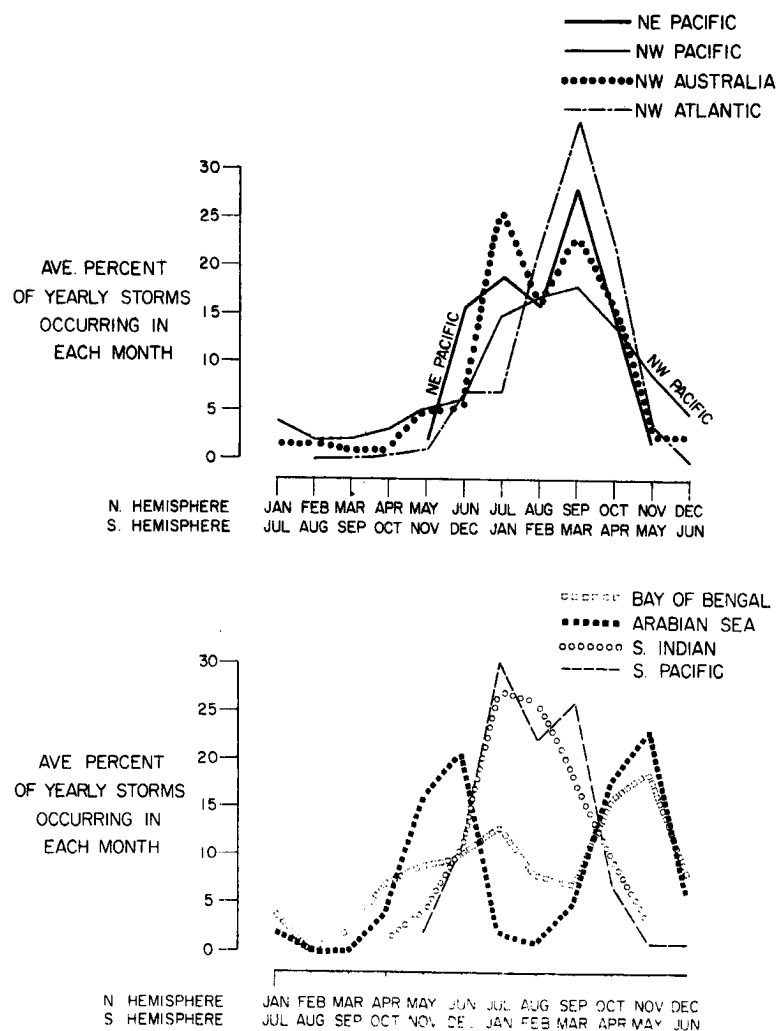 NE PACIFIC
NW PACIFIC
NW AUSTRALIA
NW ATLANTIC
30
25
20
15
10
5
0
AVE. PERCENT
OF YEARLY STORMS
OCCURRING IN
EACH MONTH
NE PACIFIC
NW PACIFIC
N. HEMISPHERE JAN FEB MAR APR MAY JUN JUL AUG SEP OCT NOV DEC
S. HEMISPHERE JUL AUG SEP OCT NOV DEC JAN FEB MAR APR MAY JUN
BAY OF BENGAL
ARABIAN SEA
S. INDIAN
S. PACIFIC
30
25
20
15
10
5
0
AVE PERCENT
OF YEARLY STORMS
OCCURRING IN
EACH MONTH
N HEMISPHERE JAN FEB MAR APR MAY JUN JUL AUG SEP OCT NOV DEC
S HEMISPHERE JUL AUG SEP OCT NOV DEC JAN FEB MAR APR MAY JUN